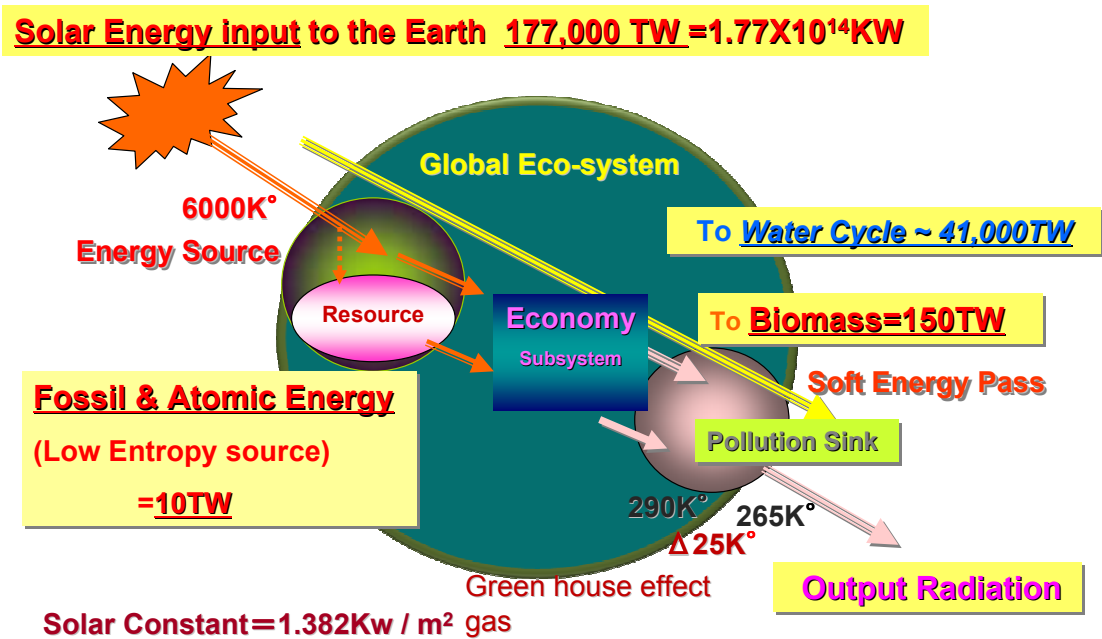 Solar Energy input to the Earth 177,000 TW =1.77X10¹⁴KW
Global Eco-system
6000K°
Energy Source
To Water Cycle ~ 41,000TW
Resource
Economy
Subsystem
To Biomass=150TW
Soft Energy Pass
Fossil & Atomic Energy
(Low Entropy source)
=10TW
Pollution Sink
290K°
265K°
Δ25K°
Green house effect
gas
Output Radiation
Solar Constant＝1.382Kw / m²